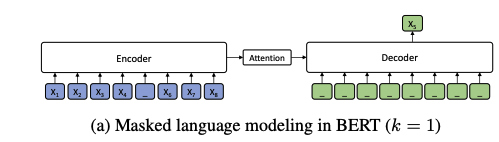 X₅
Encoder Attention Decoder
X₁ X₂ X₃ X₄ _ X₆ X₇ X₈ _ _ _ _ _ _ _ _
(a) Masked language modeling in BERT (k = 1)